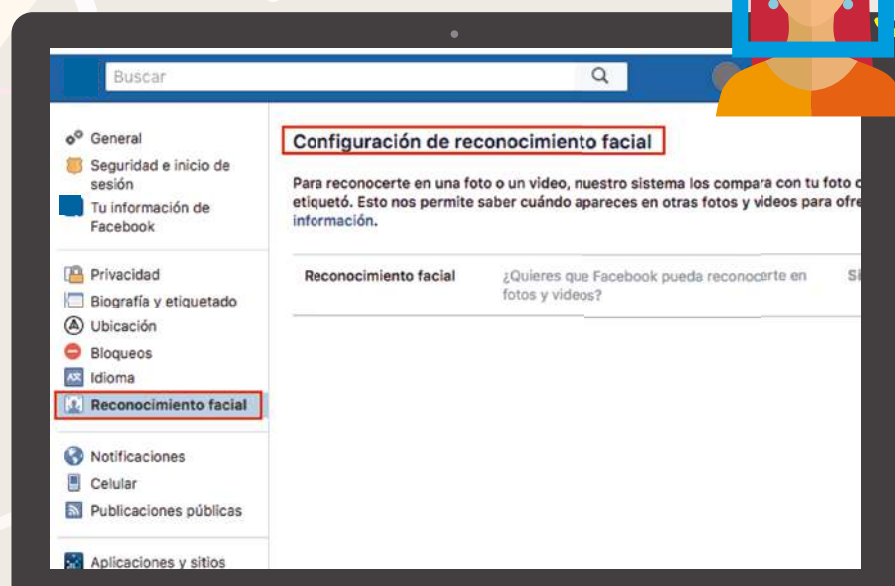 Buscar
General
Seguridad e inicio de
sesión
Tu información de
Facebook
Privacidad
Biografía y etiquetado
Ubicación
Bloqueos
Idioma
Reconocimiento facial
Notificaciones
Celular
Publicaciones públicas
Aplicaciones y sitios
Configuración de reconocimiento facial
Para reconocerte en una foto o un video, nuestro sistema los compara con tu foto
etiquetó. Esto nos permite saber cuándo apareces en otras fotos y videos para
información.
Reconocimiento facial
¿Quieres que Facebook pueda reconocerte en
fotos y videos?